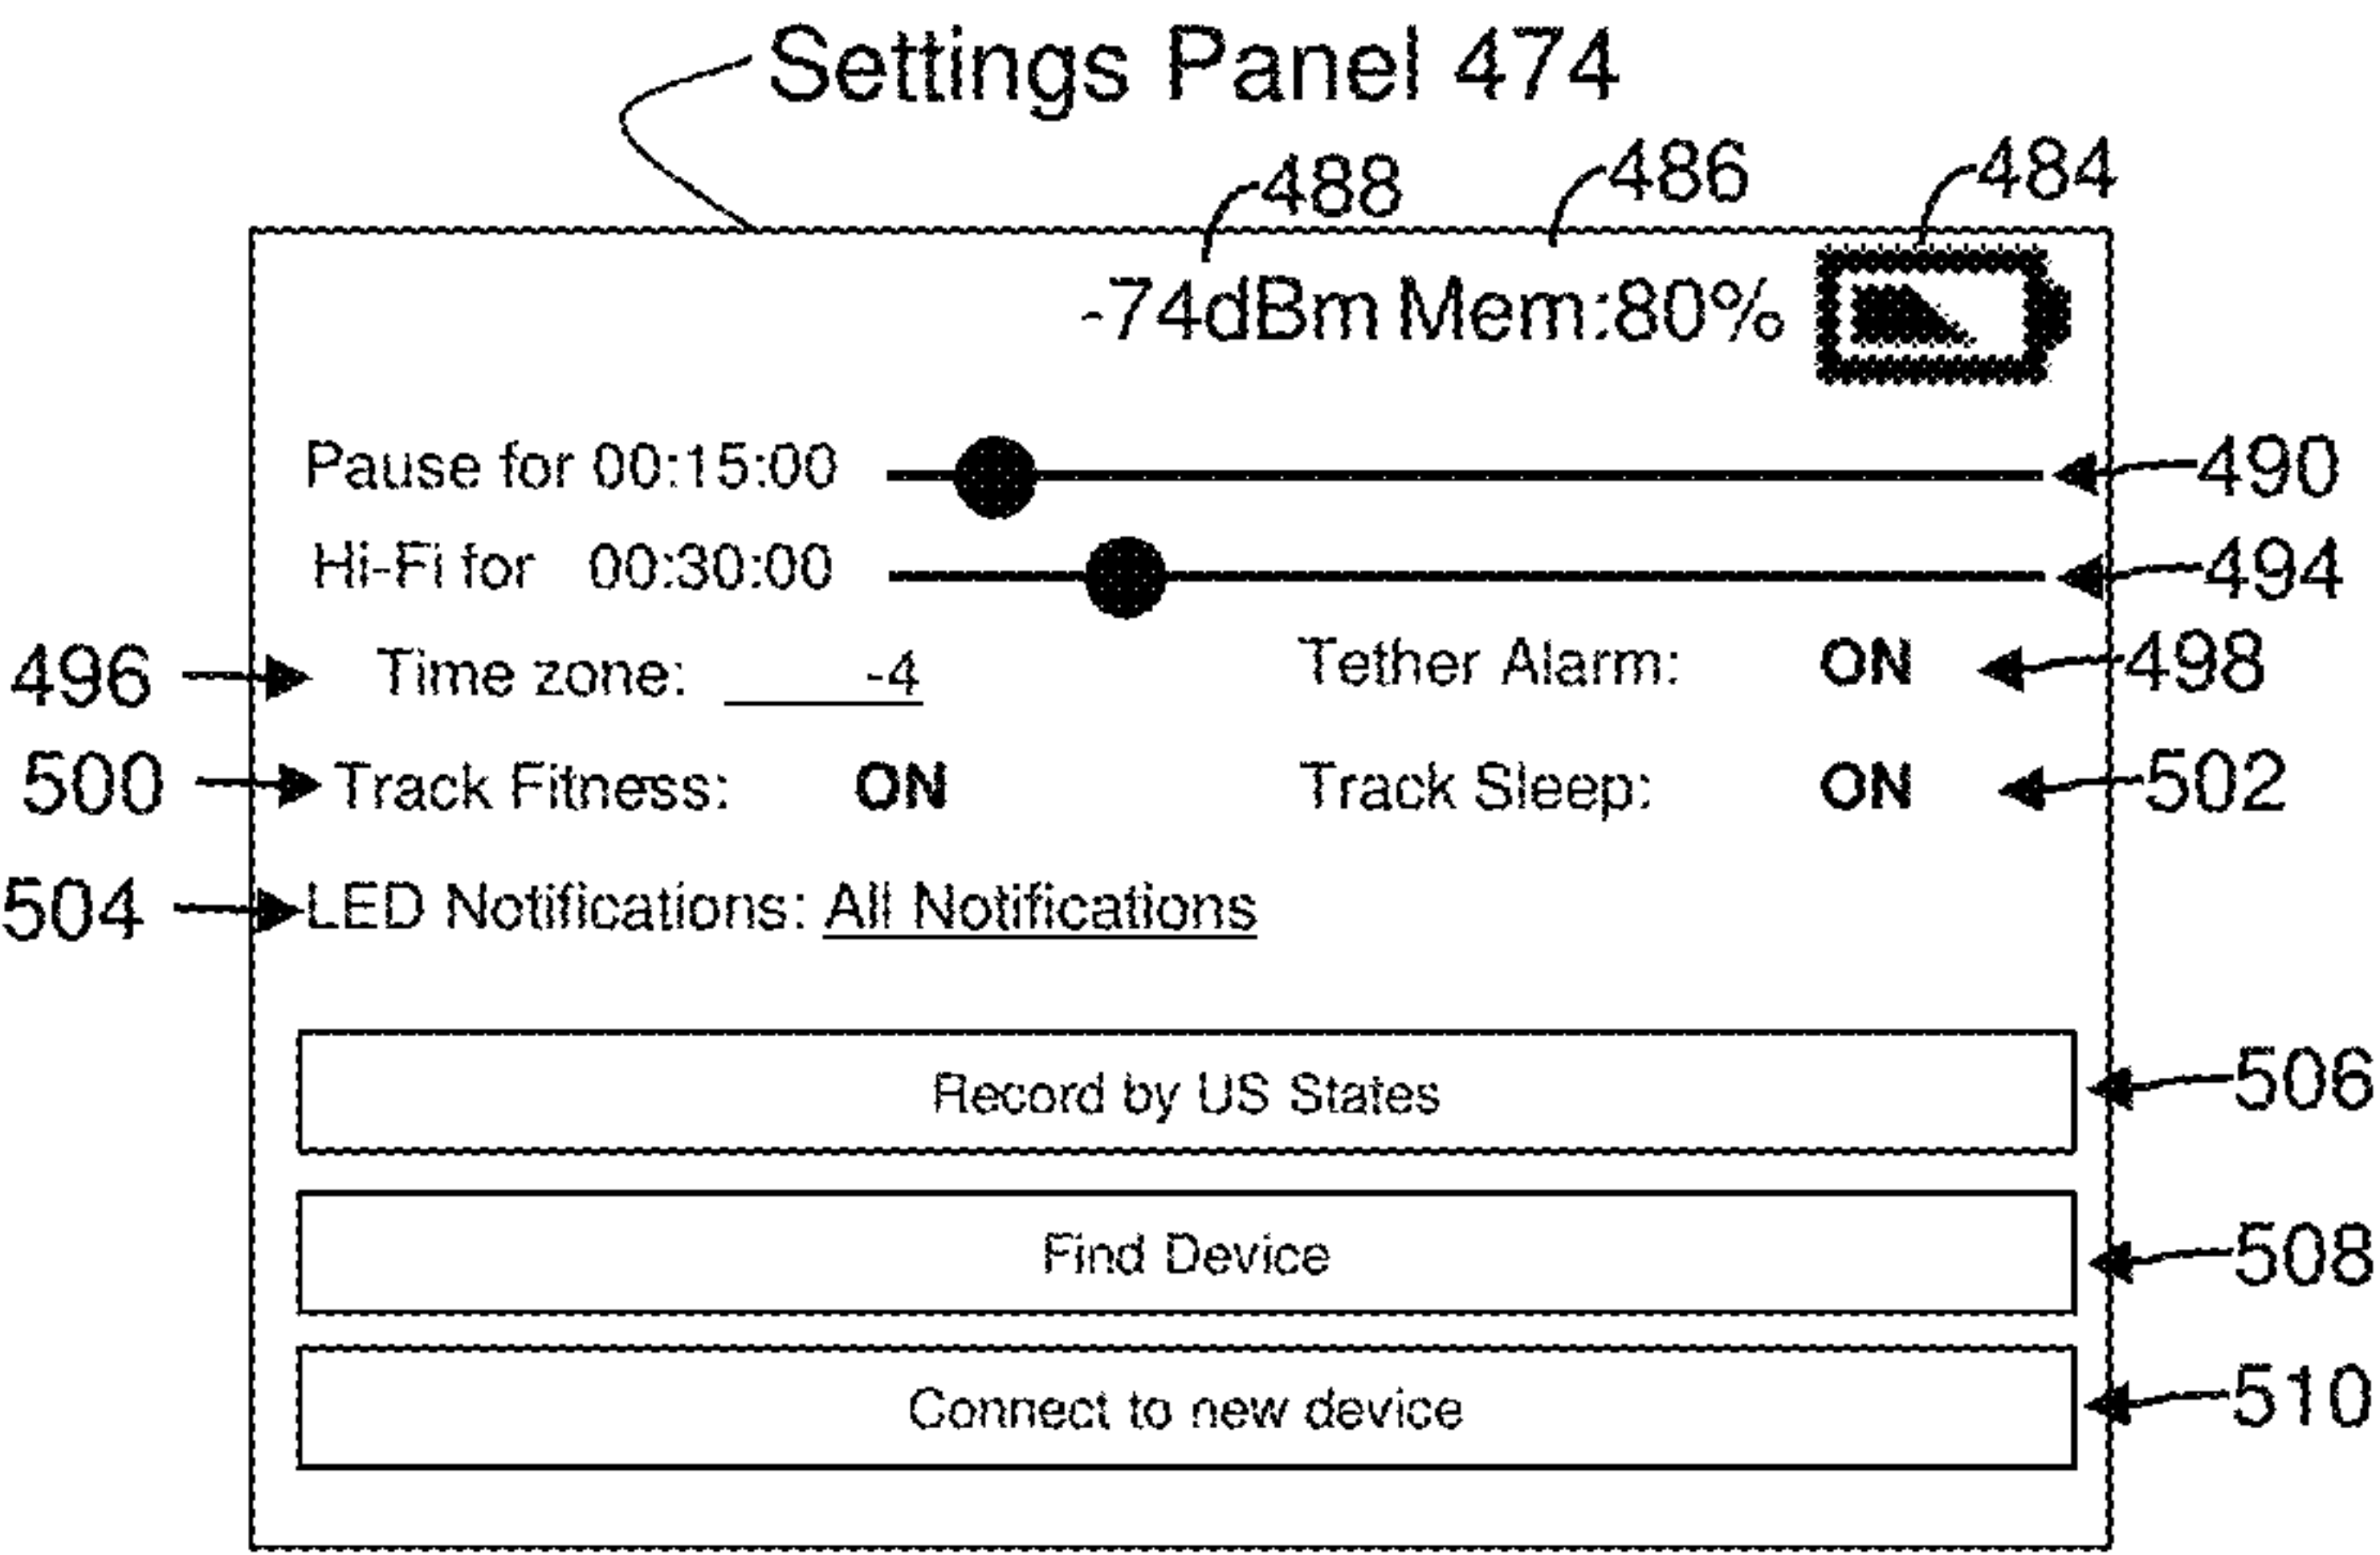 Settings Panel 474
488 486 484
-74dBm Mem:80%
Pause for 00:15:00 490
Hi-Fi for 00:30:00 494
496 Time zone: -4 Tether Alarm: ON 498
500 Track Fitness: ON Track Sleep: ON 502
504 LED Notifications: All Notifications
Record by US States 506
Find Device 508
Connect to new device 510